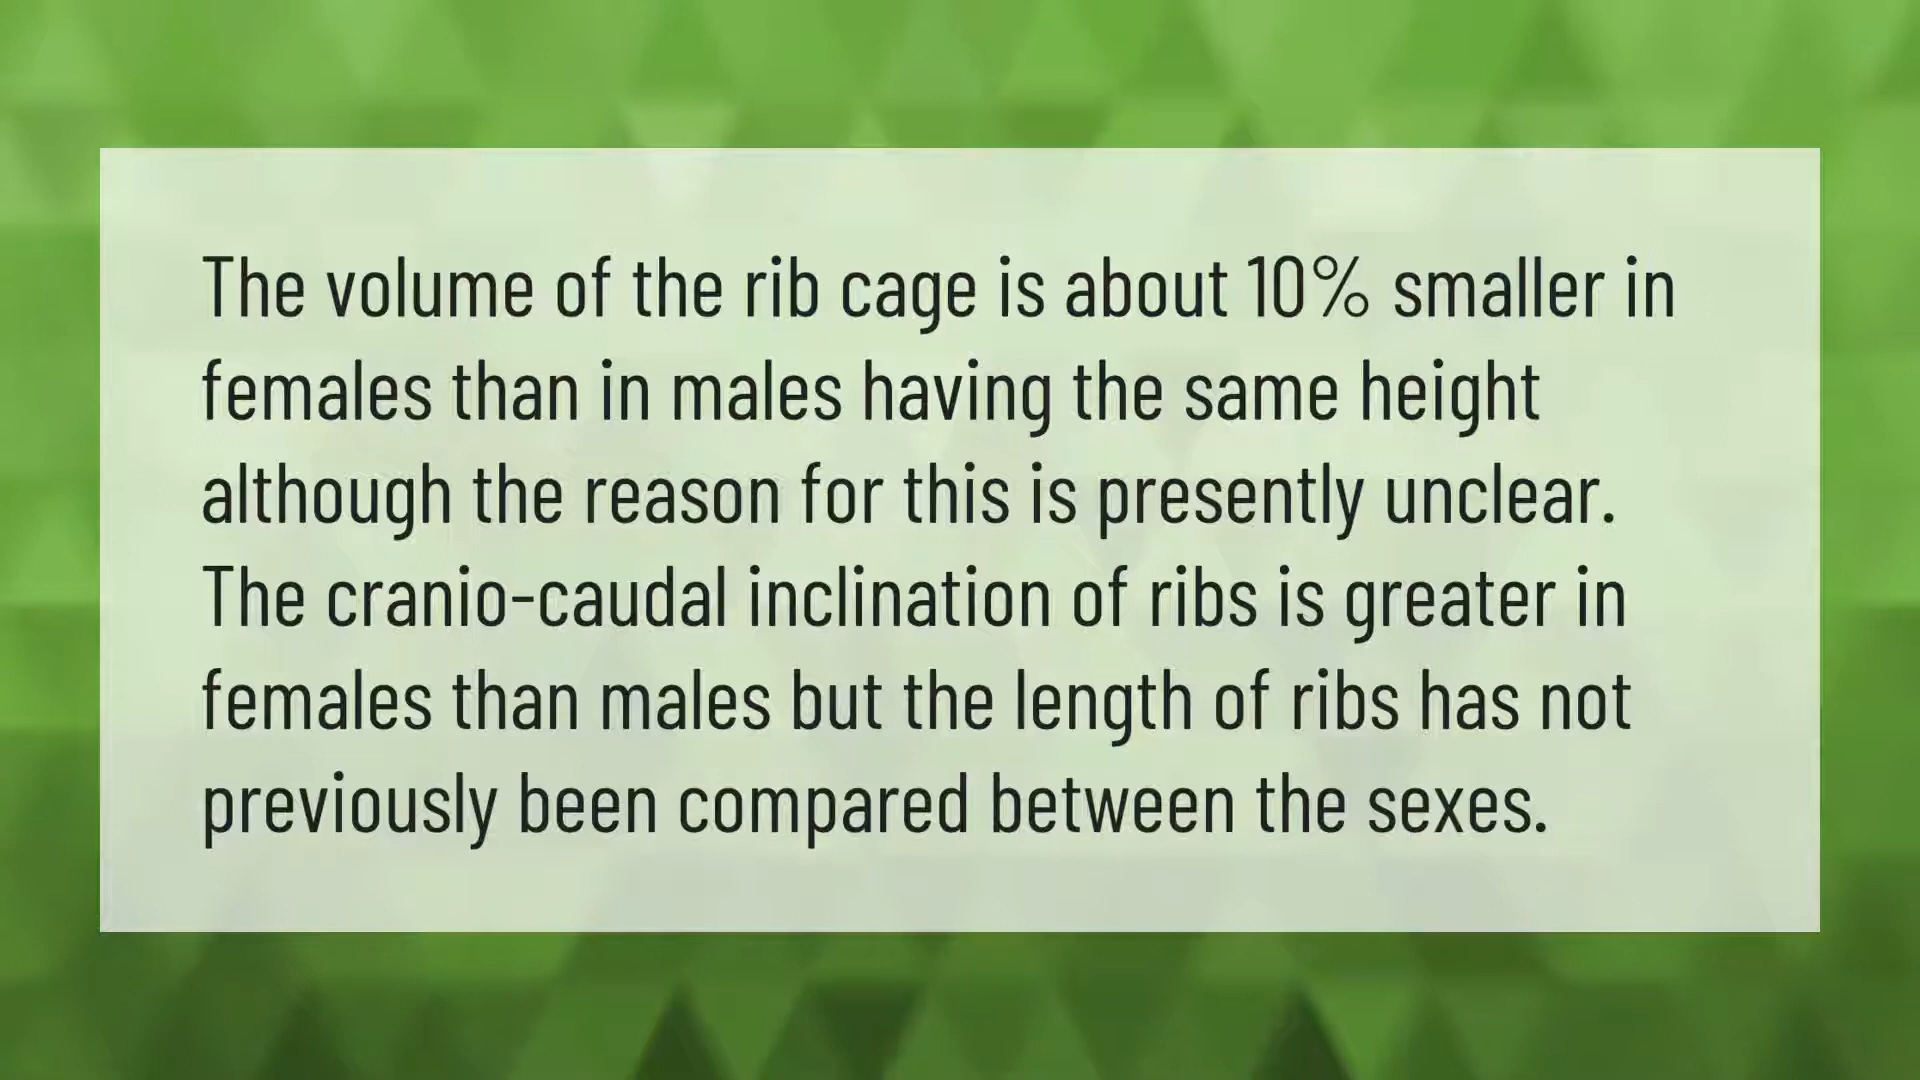 The volume of the rib cage is about 10% smaller in
females than in males having the same height
although the reason for this is presently unclear.
The cranio-caudal inclination of ribs is greater in
females than males but the length of ribs has not
previously been compared between the sexes.